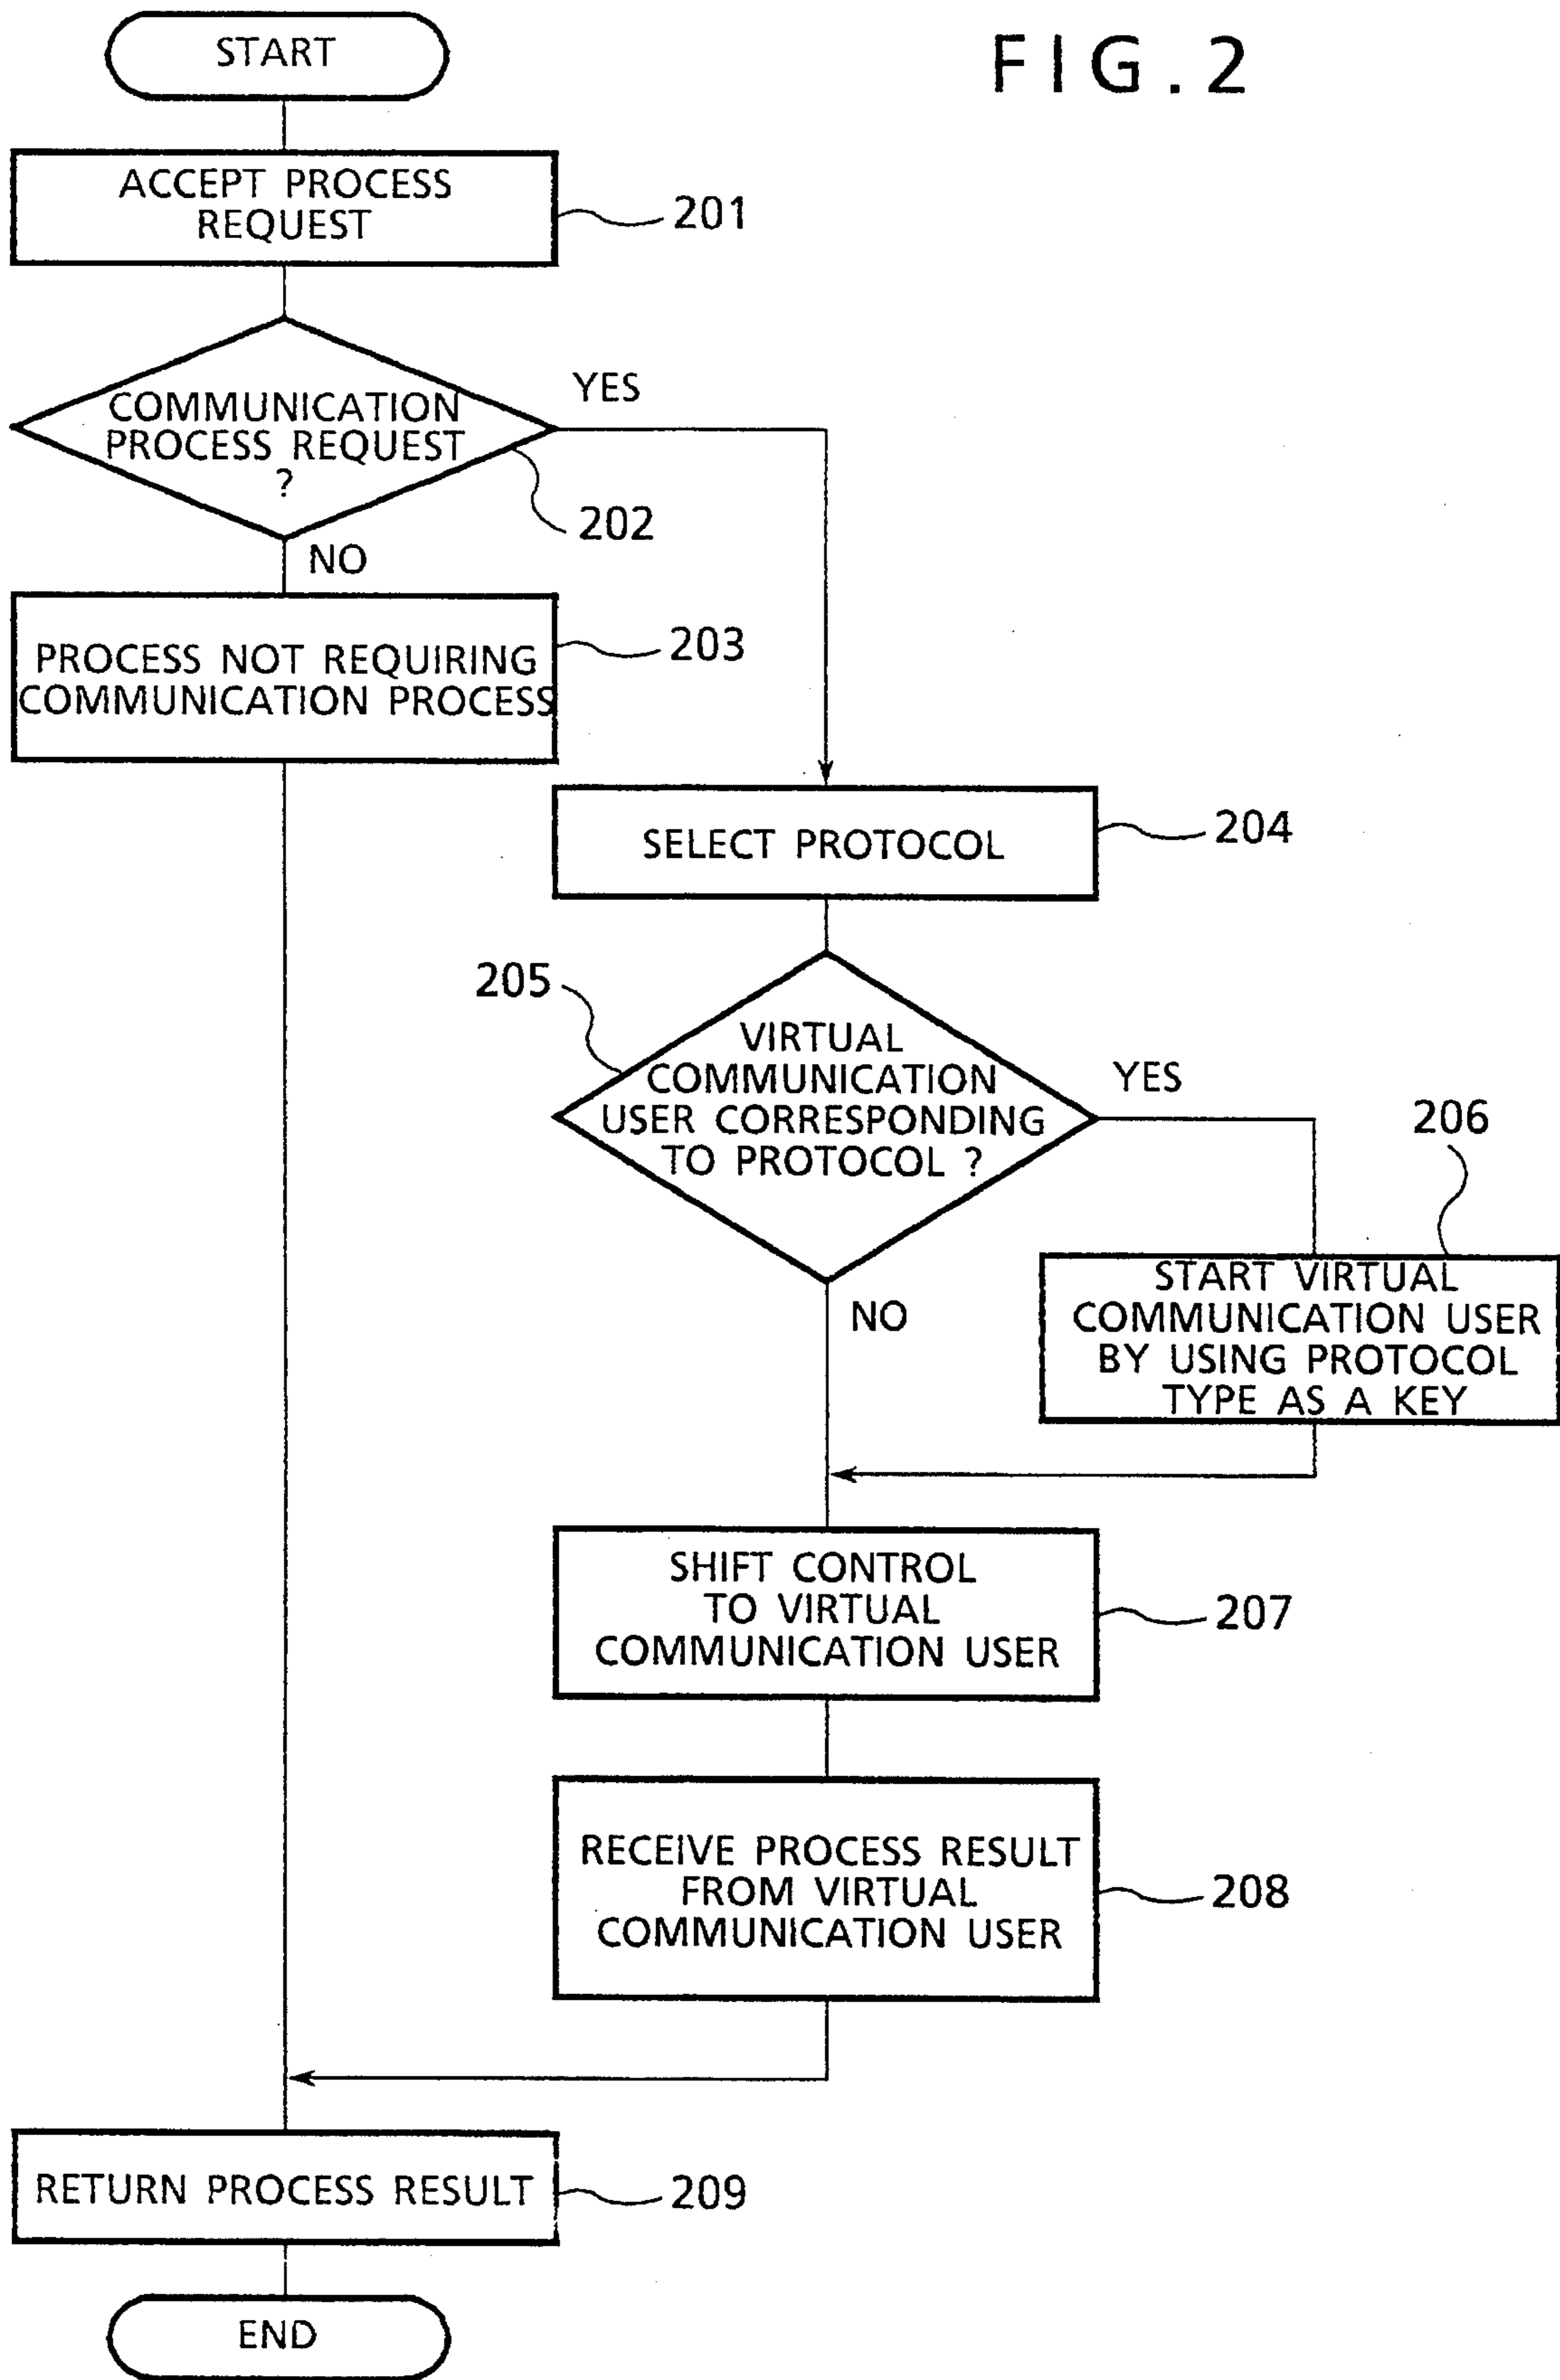 START
FIG.2
ACCEPT PROCESS
REQUEST
201
COMMUNICATION
PROCESS REQUEST
?
YES
202
NO
PROCESS NOT REQUIRING
COMMUNICATION PROCESS
203
SELECT PROTOCOL
204
205
VIRTUAL
COMMUNICATION
USER CORRESPONDING
TO PROTOCOL ?
YES
206
NO
START VIRTUAL
COMMUNICATION USER
BY USING PROTOCOL
TYPE AS A KEY
SHIFT CONTROL
TO VIRTUAL
COMMUNICATION USER
207
RECEIVE PROCESS RESULT
FROM VIRTUAL
COMMUNICATION USER
208
RETURN PROCESS RESULT
209
END